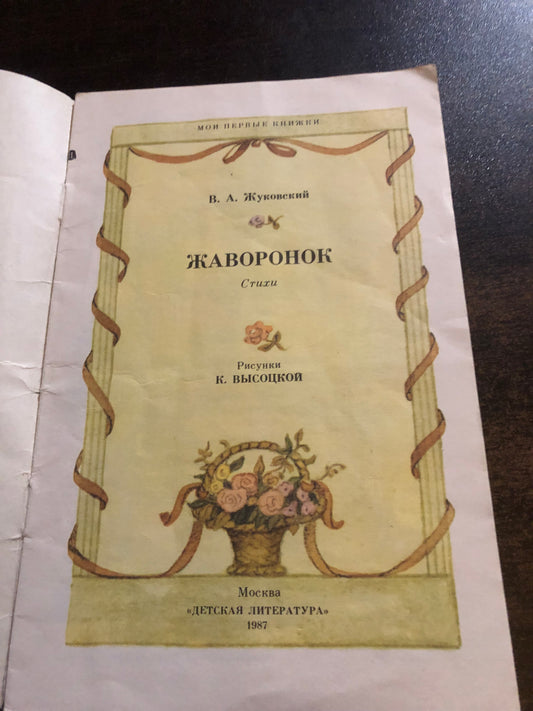 МОИ ПЕРВЫЕ КНИЖКИ
В. А. Жуковский
ЖАВОРОНОК
Стихи
Рисунки
К. ВЫСОЦКОЙ
Москва
«ДЕТСКАЯ ЛИТЕРАТУРА»
1987